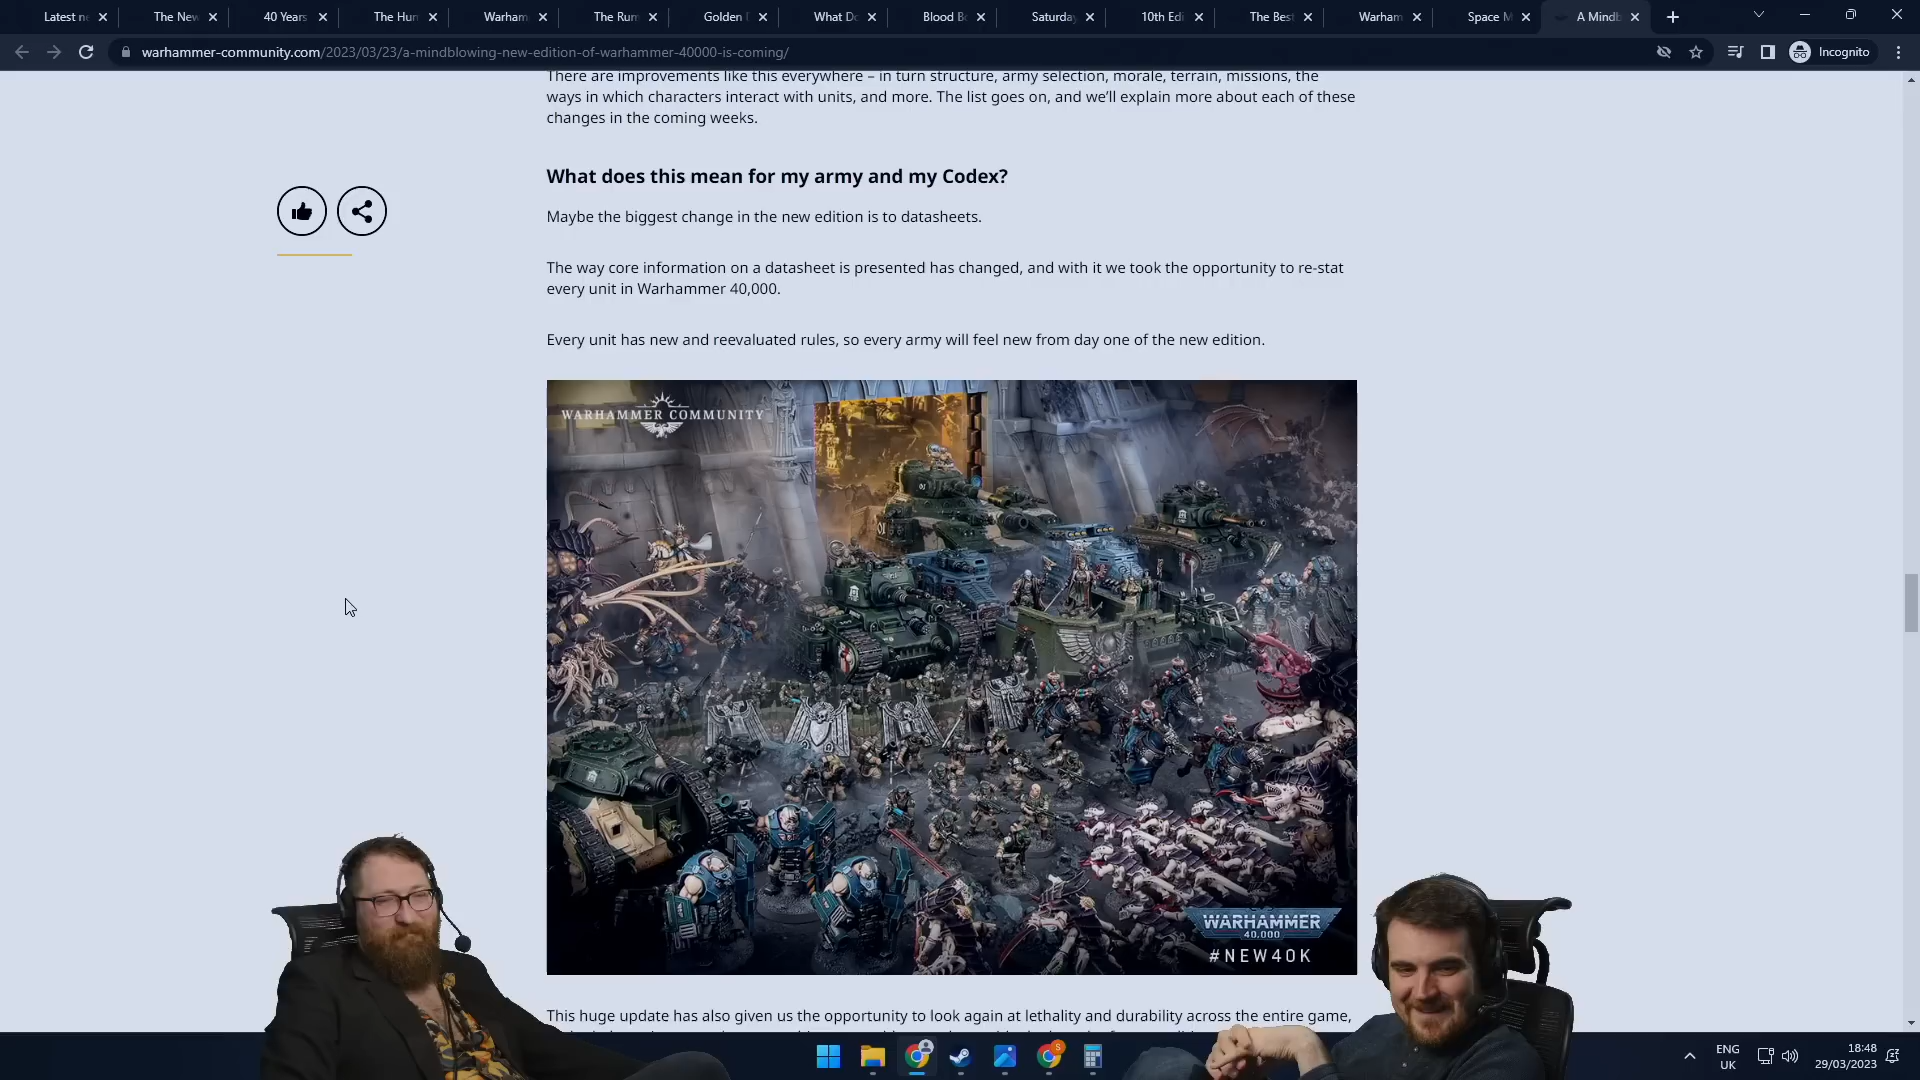 Latest n
The New
40 Years
The Hun
Warham
The Rum
Golden
What Do
Blood B
Saturday
10th Edi
The Best
Warham
Space M
A Mindb
warhammer-community.com/2023/03/23/a-mindblowing-new-edition-of-warhammer-40000-is-coming/
Incognito
There are improvements like this everywhere – in turn structure, army selection, morale, terrain, missions, the
ways in which characters interact with units, and more. The list goes on, and we’ll explain more about each of these
changes in the coming weeks.
What does this mean for my army and my Codex?
Maybe the biggest change in the new edition is to datasheets.
The way core information on a datasheet is presented has changed, and with it we took the opportunity to re-stat
every unit in Warhammer 40,000.
Every unit has new and reevaluated rules, so every army will feel new from day one of the new edition.
WARHAMMER COMMUNITY
WARHAMMER
40,000
#NEW40K
This huge update has also given us the opportunity to look again at lethality and durability across the entire game,
ENG
UK
18:48
29/03/2023